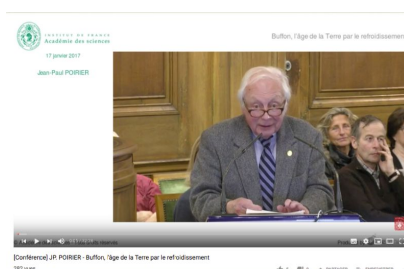 INSTITUT DE FRANCE
Académie des sciences
Buffon, l'âge de la Terre par le refroidissement
17 janvier 2017
Jean-Paul POIRIER
[Conférence] JP. POIRIER - Buffon, l'âge de la Terre par le refroidissement